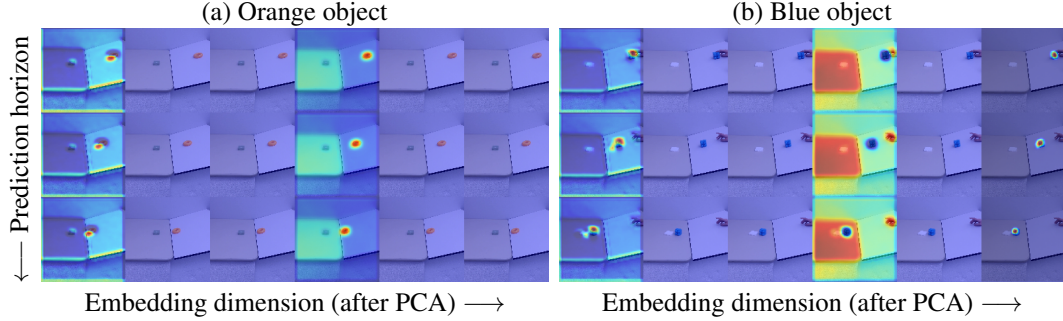 (a) Orange object
(b) Blue object
←— Prediction horizon
Embedding dimension (after PCA) —→
Embedding dimension (after PCA) —→